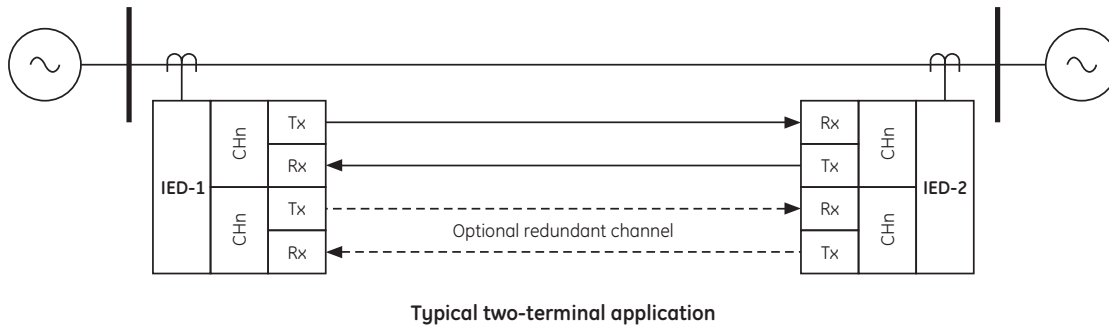 IED-1
CHn
CHn
Tx
Rx
Tx
Rx
Optional redundant channel
Rx
Tx
Rx
Tx
CHn
CHn
IED-2
Typical two-terminal application